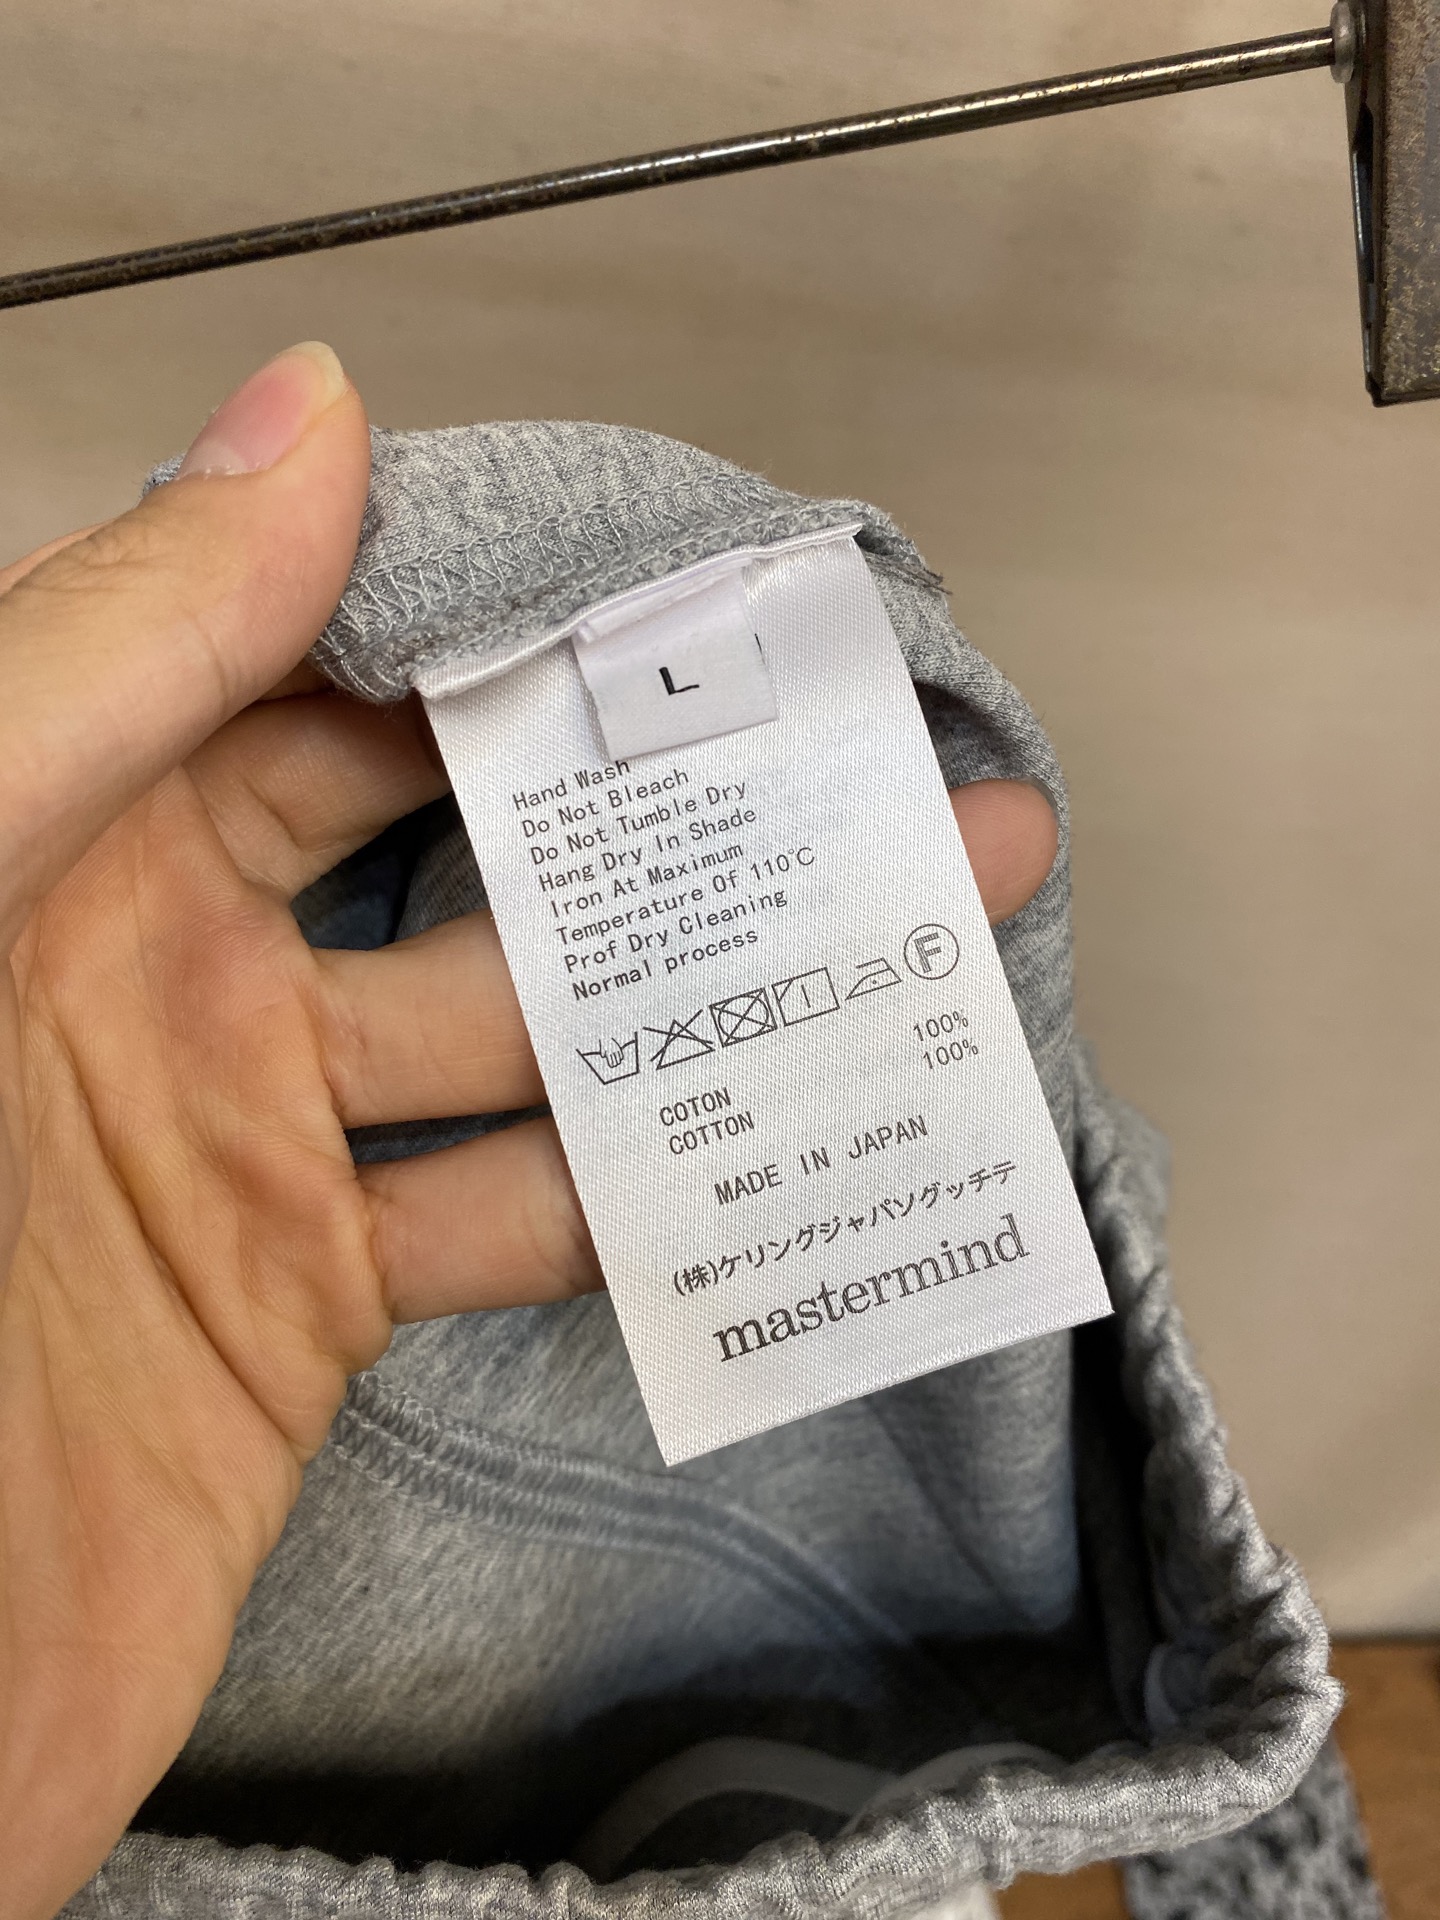 L
Hand Wash
Do Not Bleach
Do Not Tumble Dry
Hang Dry In Shade
Iron At Maximum
Temperature Of 110℃
Prof Dry Cleaning
Normal process
F
COTON 100%
COTTON 100%
MADE IN JAPAN
(株)ケリングジャパングッチテ
mastermind